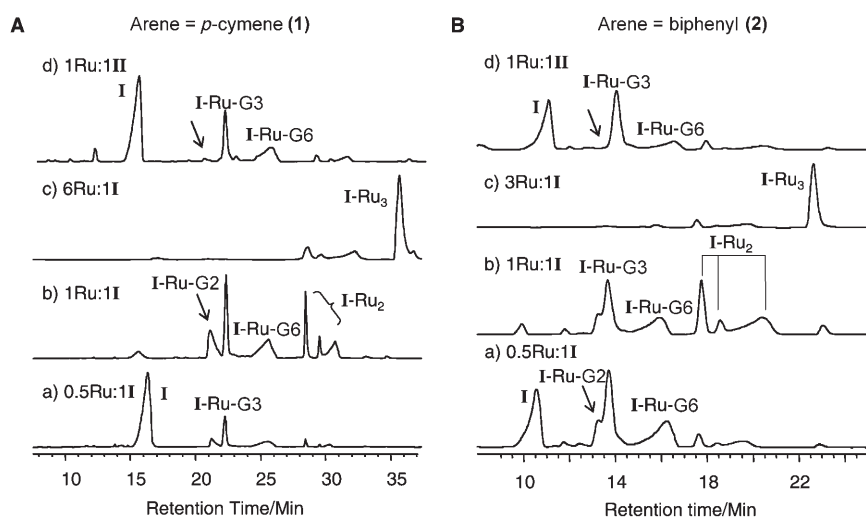 A
Arene = p-cymene (1)
d) 1Ru:1II
I
I-Ru-G3
I-Ru-G6
c) 6Ru:1I
I-Ru3
b) 1Ru:1I
I-Ru-G2
I-Ru-G6
I-Ru2
a) 0.5Ru:1I
I
I-Ru-G3
10 15 20 25 30 35
Retention Time/Min
B
Arene = biphenyl (2)
d) 1Ru:1II
I-Ru-G3
I
I-Ru-G6
c) 3Ru:1I
I-Ru3
I-Ru2
b) 1Ru:1I
I-Ru-G3
I-Ru-G6
a) 0.5Ru:1I
I-Ru-G2
I
I-Ru-G6
10 14 18 22
Retention time/Min